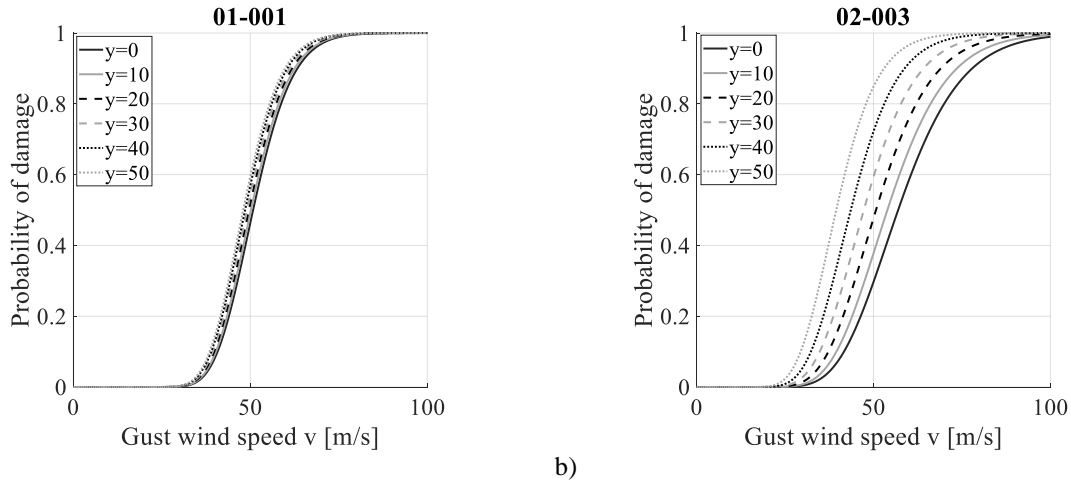 01-001
y=0
y=10
y=20
y=30
y=40
y=50
Probability of damage
1
0.8
0.6
0.4
0.2
0
0
50
100
Gust wind speed v [m/s]
02-003
y=0
y=10
y=20
y=30
y=40
y=50
Probability of damage
1
0.8
0.6
0.4
0.2
0
0
50
100
Gust wind speed v [m/s]
b)